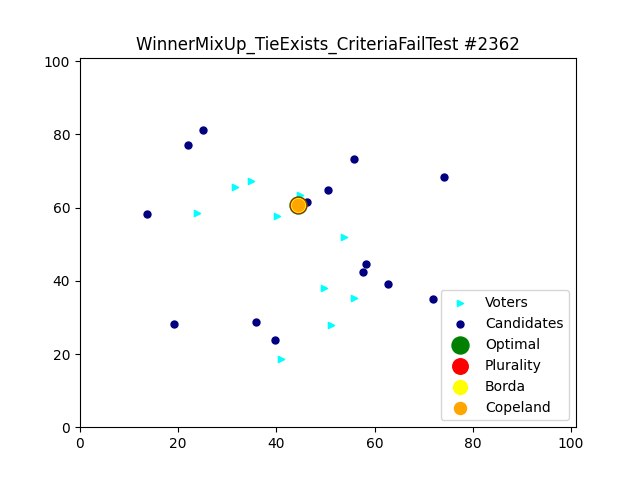 WinnerMixUp_TieExists_CriteriaFailTest #2362
100
80
60
40
20
0
0 20 40 60 80 100
Voters
Candidates
Optimal
Plurality
Borda
Copeland